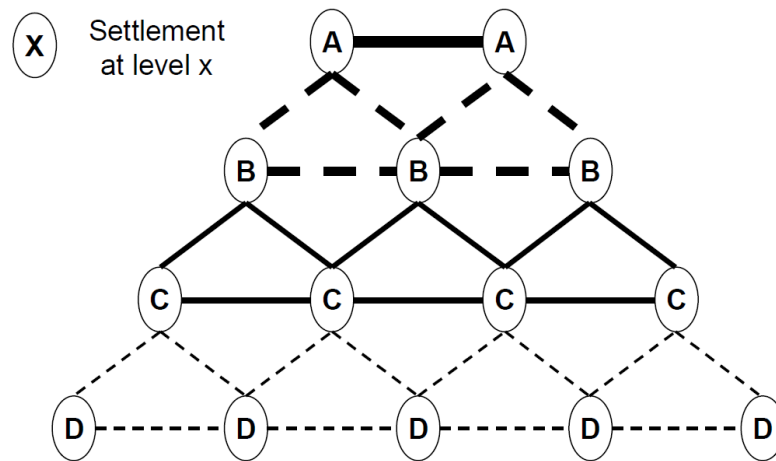 X
Settlement
at level x
A A
B B B
C C C C
D D D D D